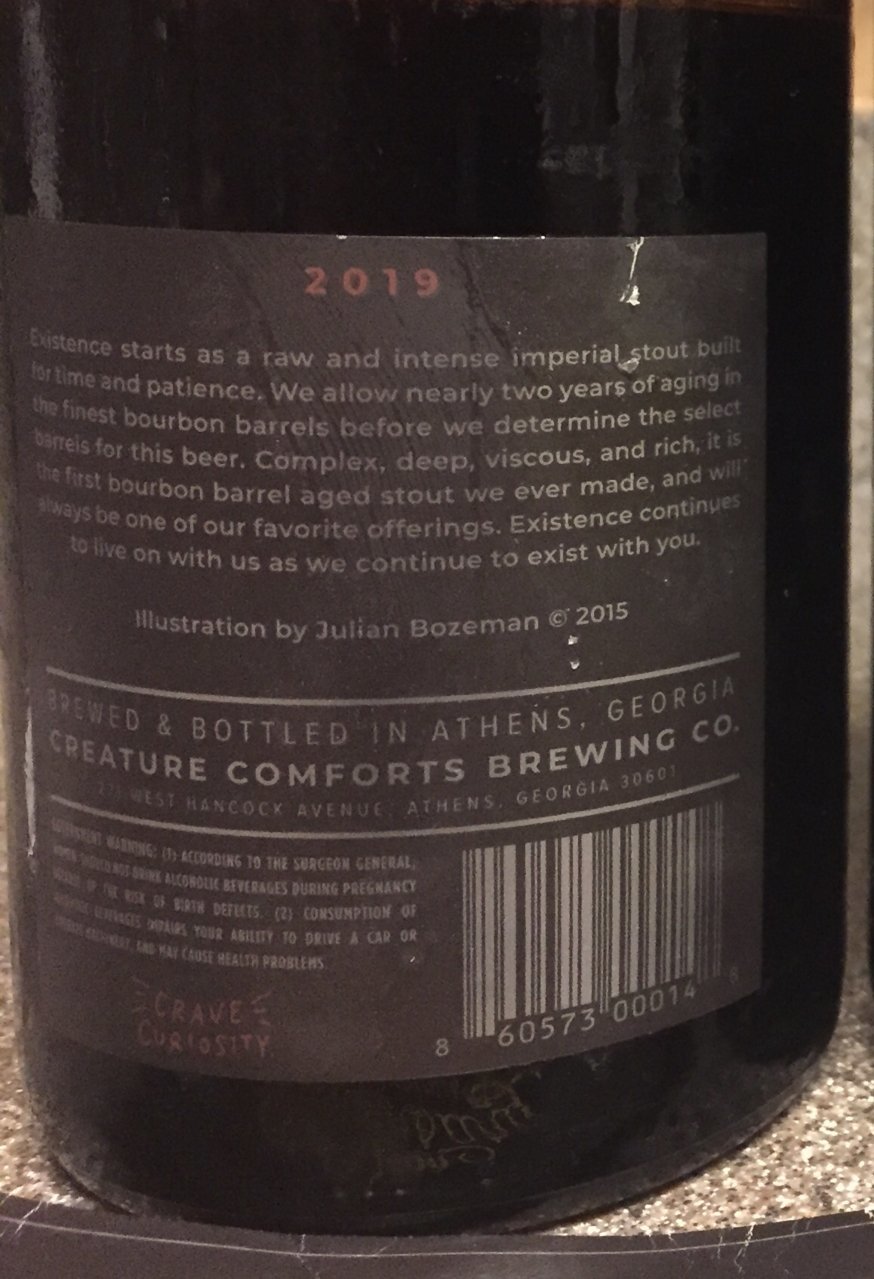 2019
Existence starts as a raw and intense imperial stout built
for time and patience. We allow nearly two years of aging in
the finest bourbon barrels before we determine the select
barrels for this beer. Complex, deep, viscous, and rich, it is
the first bourbon barrel aged stout we ever made, and will
always be one of our favorite offerings. Existence continues
to live on with us as we continue to exist with you.
Illustration by Julian Bozeman © 2015
BREWED & BOTTLED IN ATHENS, GEORGIA
CREATURE COMFORTS BREWING CO.
WEST HANCOCK AVENUE, ATHENS, GEORGIA 30601
GOVERNMENT WARNING: (1) ACCORDING TO THE SURGEON GENERAL,
WOMEN SHOULD NOT DRINK ALCOHOLIC BEVERAGES DURING PREGNANCY
BECAUSE OF THE RISK OF BIRTH DEFECTS. (2) CONSUMPTION OF
ALCOHOLIC BEVERAGES IMPAIRS YOUR ABILITY TO DRIVE A CAR OR
OPERATE MACHINERY, AND MAY CAUSE HEALTH PROBLEMS.
CRAVE
CURIOSITY
8 60573 00014 8